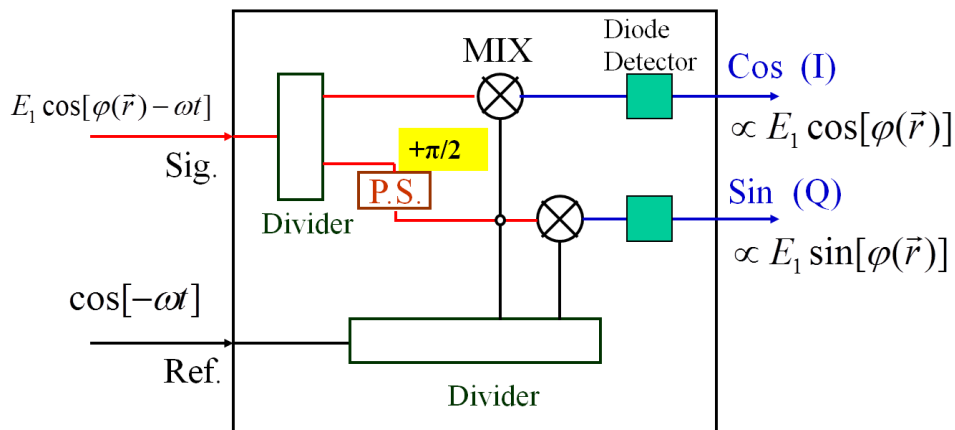 Diode
Detector
MIX
Cos (I)
E₁ cos[φ(r⃗) − ωt]
∝ E₁ cos[φ(r⃗)]
+π/2
Sig.
P.S.
Sin (Q)
Divider
∝ E₁ sin[φ(r⃗)]
cos[−ωt]
Ref.
Divider